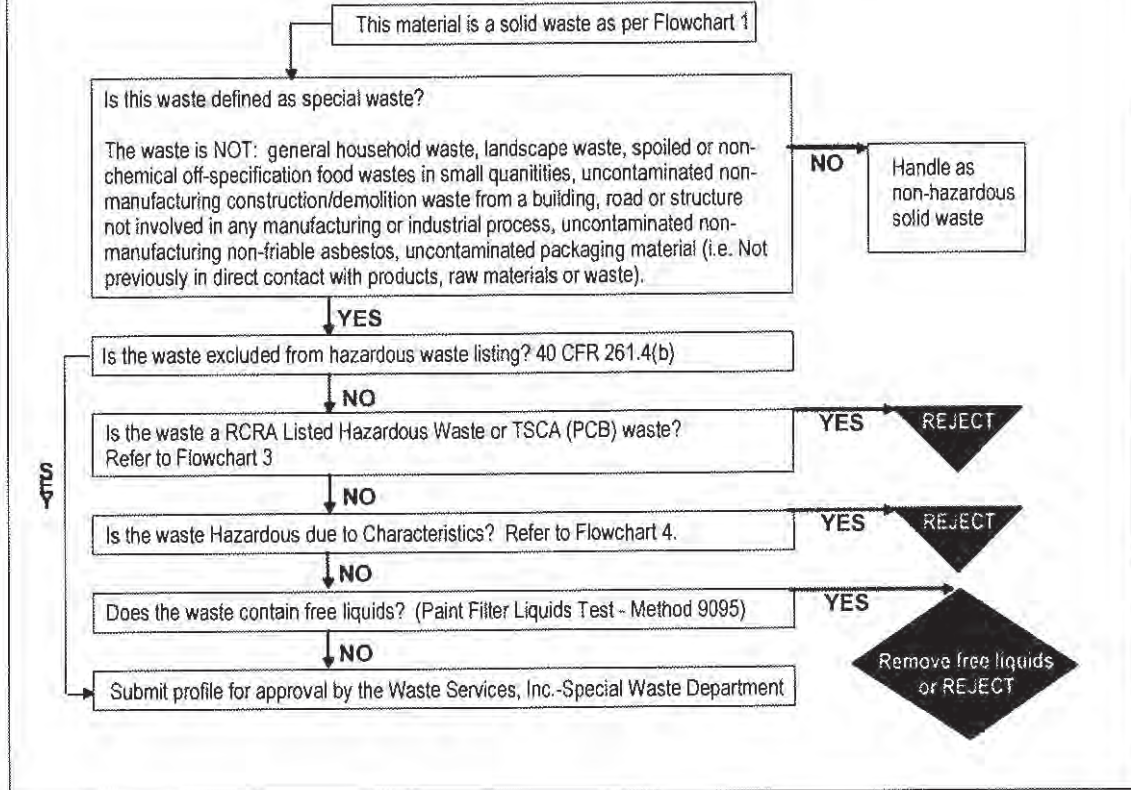 This material is a solid waste as per Flowchart 1
Is this waste defined as special waste?
The waste is NOT: general household waste, landscape waste, spoiled or non-
chemical off-specification food wastes in small quanitities, uncontaminated non-
manufacturing construction/demolition waste from a building, road or structure
not involved in any manufacturing or industrial process, uncontaminated non-
manufacturing non-friable asbestos, uncontaminated packaging material (i.e. Not
previously in direct contact with products, raw materials or waste).
NO
Handle as
non-hazardous
solid waste
YES
Is the waste excluded from hazardous waste listing? 40 CFR 261.4(b)
NO
Is the waste a RCRA Listed Hazardous Waste or TSCA (PCB) waste?
Refer to Flowchart 3
YES
REJECT
YES
NO
Is the waste Hazardous due to Characteristics? Refer to Flowchart 4.
YES
REJECT
NO
Does the waste contain free liquids? (Paint Filter Liquids Test - Method 9095)
YES
Remove free liquids
or REJECT
NO
Submit profile for approval by the Waste Services, Inc.-Special Waste Department